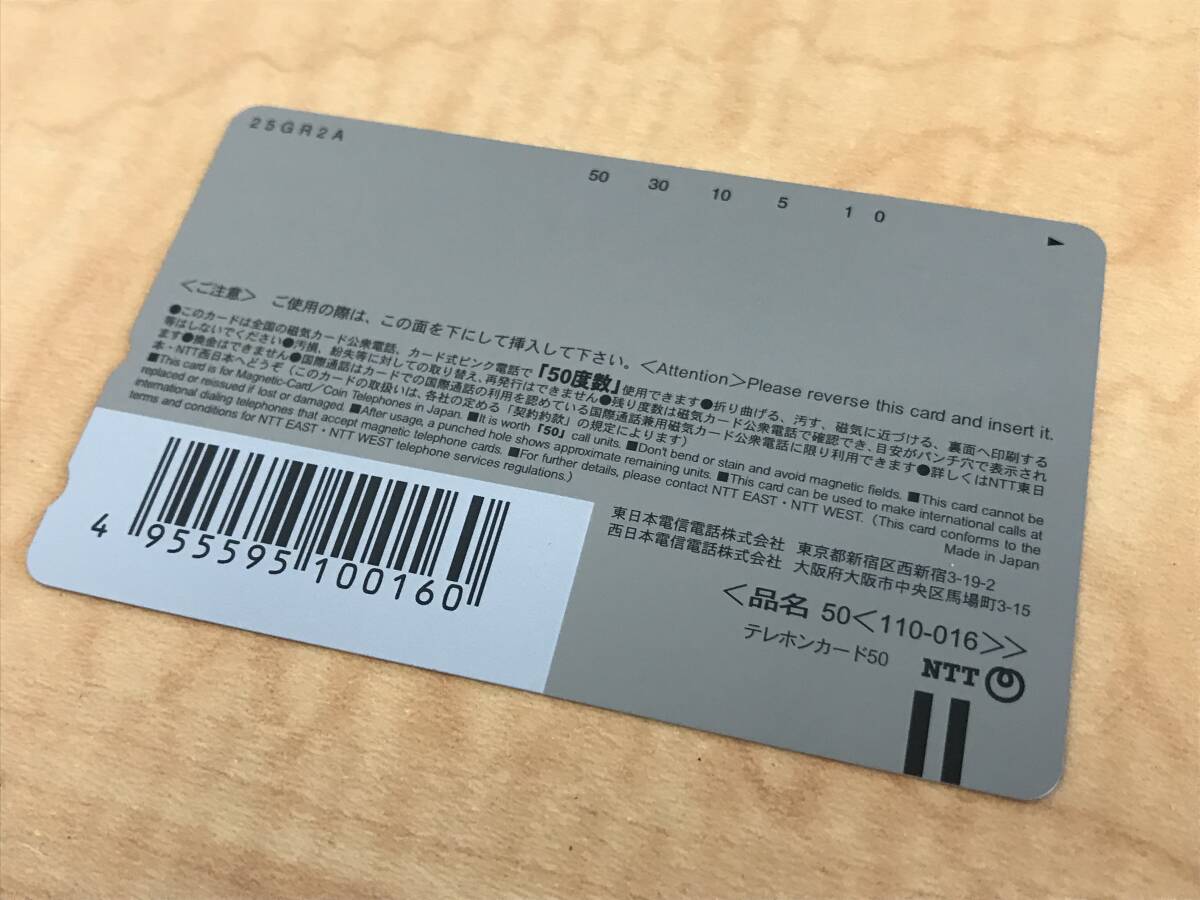 25GR2A
50 30 10 5 1 0
<ご注意> ご使用の際は、この面を下にして挿入して下さい。<Attention>Please reverse this card and insert it.
●このカードは全国の磁気カード公衆電話、カード式ピンク電話で「50度数」使用できます●折り曲げる、汚す、磁気に近づける、裏面へ印刷する
等はしないでください●汚損、紛失等に対しての取り替え、再発行はできません●残り度数は磁気カード公衆電話で確認でき、目安がパンチ穴で表示され
ます●換金はできません●国際通話はカードでの国際通話の利用を認めている国際通話兼用磁気カード公衆電話に限り利用できます●詳しくはNTT東日
本・NTT西日本へどうぞ(このカードの取扱いは、各社の定める「契約約款」の規定によります)
■This card is for Magnetic-Card/Coin Telephones in Japan. ■It is worth「50」call units. ■Don't bend or stain and avoid magnetic fields. ■This card cannot be
replaced or reissued if lost or damaged. ■After usage, a punched hole shows approximate remaining units. ■This card can be used to make international calls at
international dialing telephones that accept magnetic telephone cards. ■For further details, please contact NTT EAST・NTT WEST. (This card conforms to the
terms and conditions for NTT EAST・NTT WEST telephone services regulations.)
Made in Japan
東日本電信電話株式会社 東京都新宿区西新宿3-19-2
西日本電信電話株式会社 大阪府大阪市中央区馬場町3-15
<品名 50<110-016>>
テレホンカード50
NTT
4 955595 100160